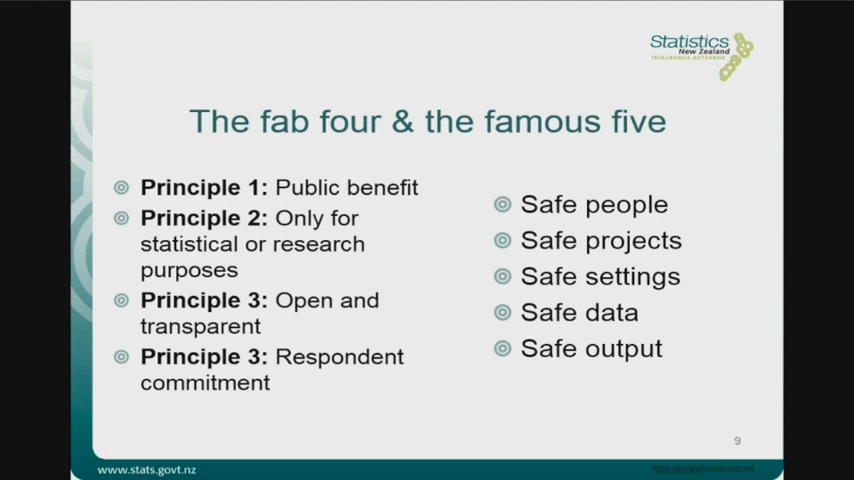 Statistics
New Zealand
TATAURANGA AOTEAROA
The fab four & the famous five
Principle 1: Public benefit
Principle 2: Only for
statistical or research
purposes
Principle 3: Open and
transparent
Principle 3: Respondent
commitment
Safe people
Safe projects
Safe settings
Safe data
Safe output
9
www.stats.govt.nz
New Zealand Government